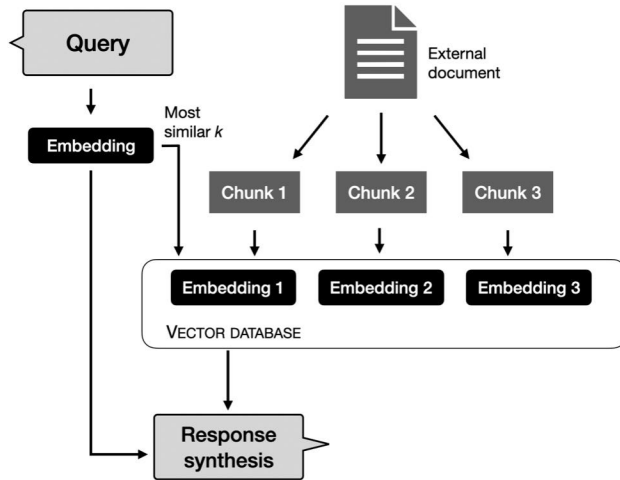 Query
External
document
Most
similar k
Embedding
Chunk 1
Chunk 2
Chunk 3
Embedding 1
Embedding 2
Embedding 3
VECTOR DATABASE
Response
synthesis